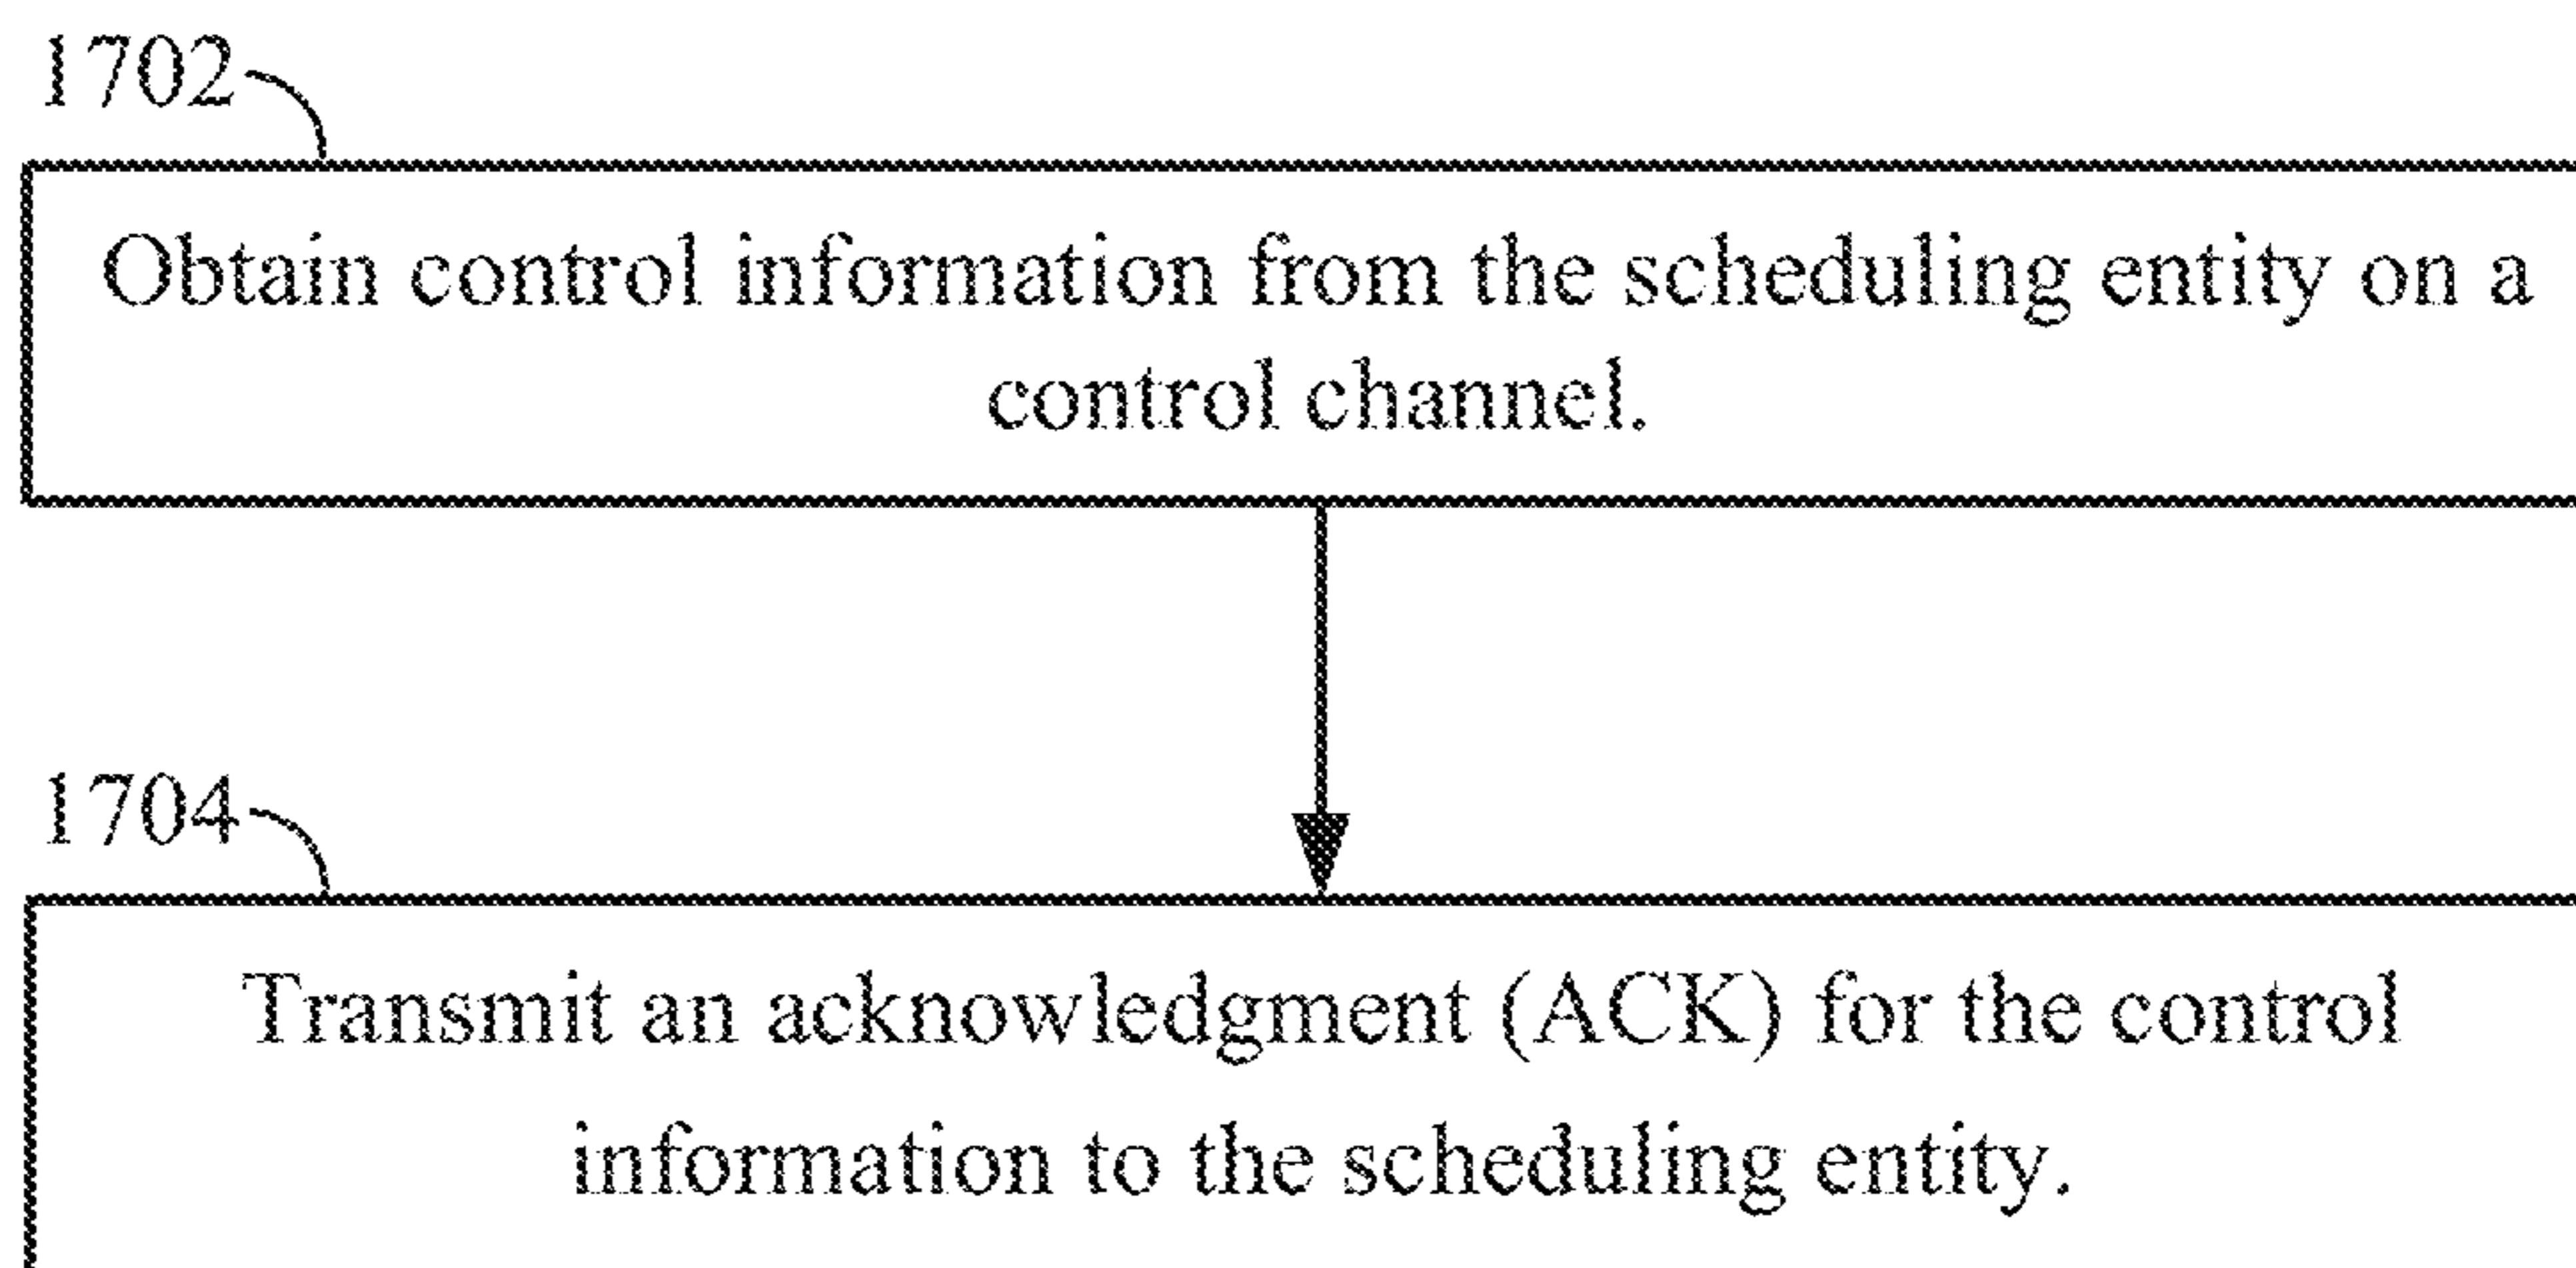 1702
Obtain control information from the scheduling entity on a
control channel.
1704
Transmit an acknowledgment (ACK) for the control
information to the scheduling entity.